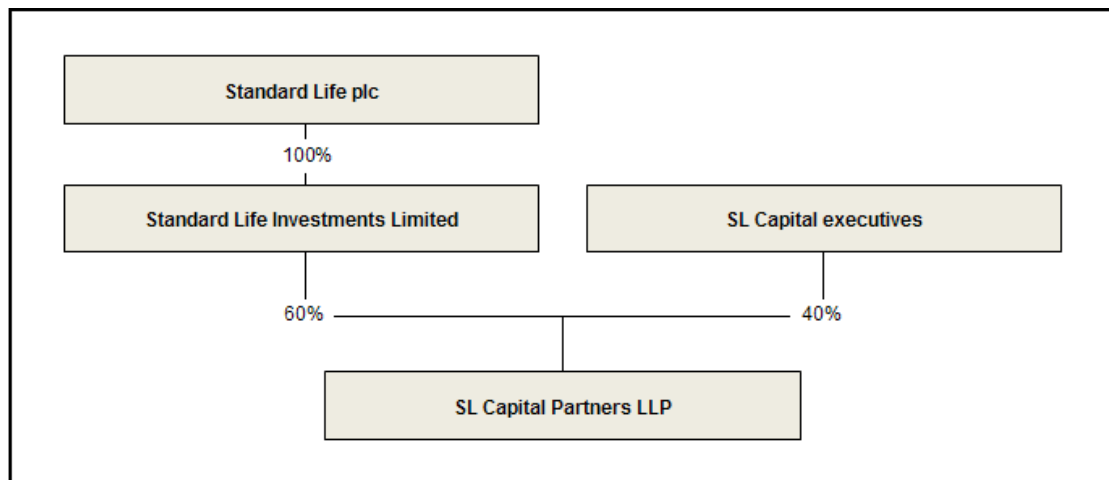 Standard Life plc
100%
Standard Life Investments Limited
SL Capital executives
60%
40%
SL Capital Partners LLP